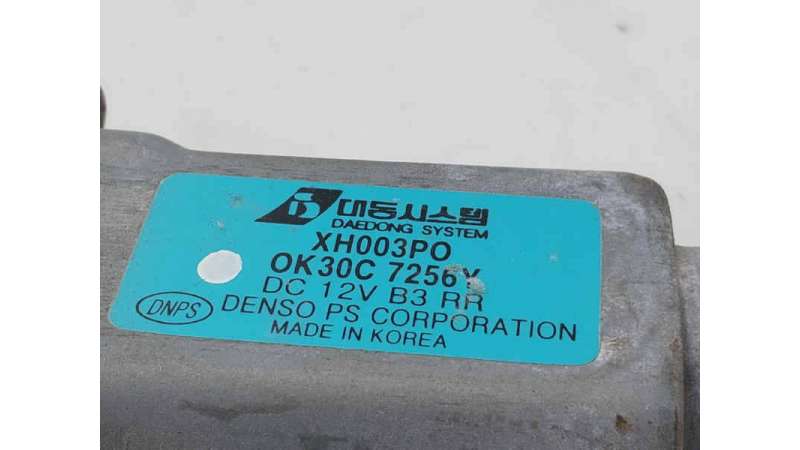 대동시스템
DAEDONG SYSTEM
XH003PO
OK30C 7256Y
DC 12V B3 RR
DNPS DENSO PS CORPORATION
MADE IN KOREA